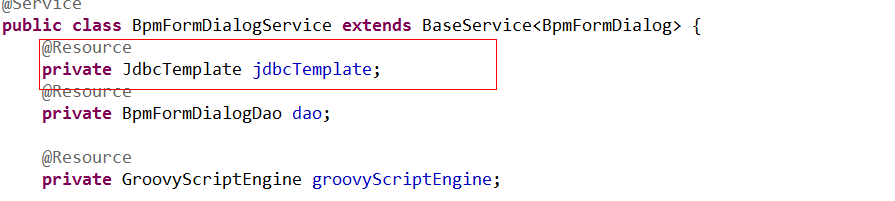 @Service
public class BpmFormDialogService extends BaseService<BpmFormDialog> {
@Resource
private JdbcTemplate jdbcTemplate;
@Resource
private BpmFormDialogDao dao;
@Resource
private GroovyScriptEngine groovyScriptEngine;